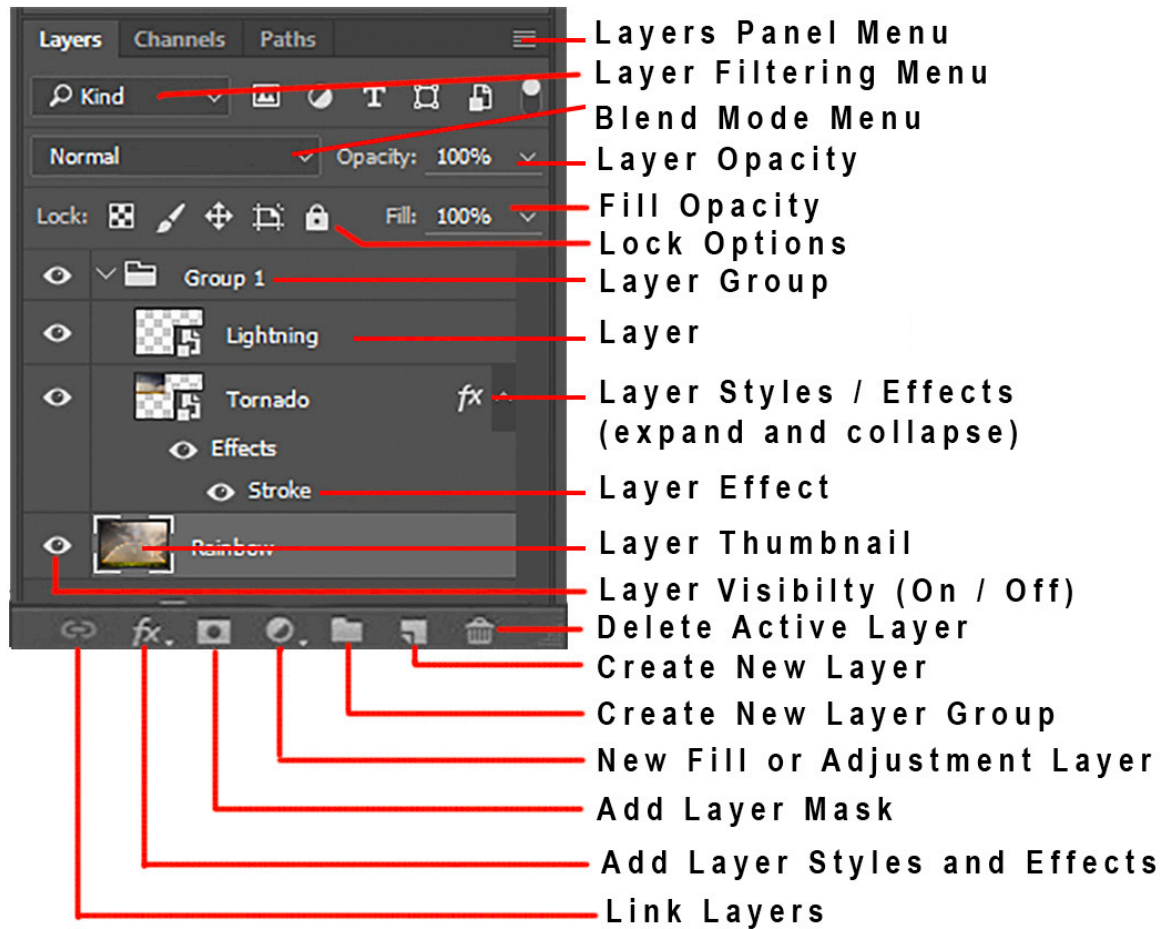 Layers Channels Paths
Layers Panel Menu
Kind T
Layer Filtering Menu
Blend Mode Menu
Normal Opacity: 100%
Layer Opacity
Lock: Fill: 100%
Fill Opacity
Lock Options
Group 1
Layer Group
Lightning
Layer
Tornado fx
Layer Styles / Effects
(expand and collapse)
Effects
Stroke
Layer Effect
Rainbow
Layer Thumbnail
Layer Visibilty (On / Off)
fx.
Delete Active Layer
Create New Layer
Create New Layer Group
New Fill or Adjustment Layer
Add Layer Mask
Add Layer Styles and Effects
Link Layers